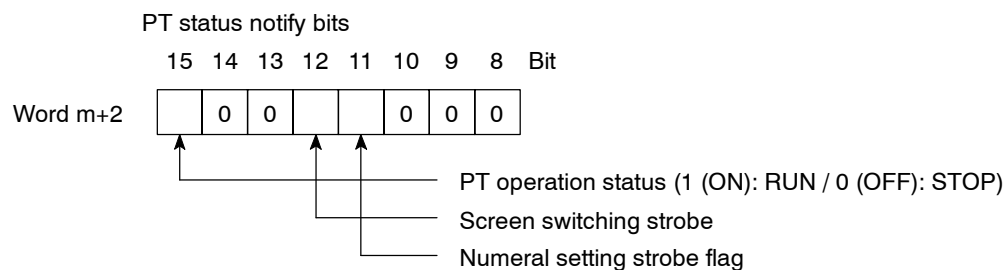 PT status notify bits
15 14 13 12 11 10 9 8 Bit
Word m+2 0 0 0 0 0
PT operation status (1 (ON): RUN / 0 (OFF): STOP)
Screen switching strobe
Numeral setting strobe flag